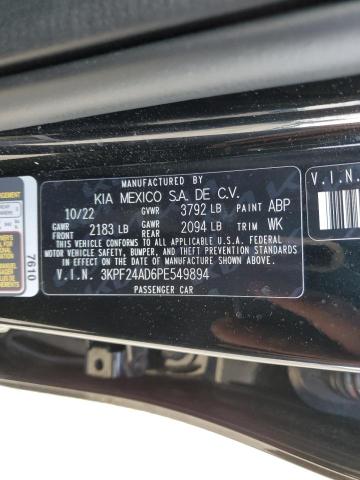 MANUFACTURED BY
KIA MEXICO S.A. DE C.V.
10/22 GVWR 3792 LB PAINT ABP
GAWR FRONT 2183 LB GAWR REAR 2094 LB TRIM WK
THIS VEHICLE CONFORMS TO ALL APPLICABLE U.S.A. FEDERAL
MOTOR VEHICLE SAFETY, BUMPER, AND THEFT PREVENTION
STANDARDS IN EFFECT ON THE DATE OF MANUFACTURE SHOWN ABOVE.
V.I.N. 3KPF24AD6PE549894
PASSENGER CAR
7610
V.I.N.